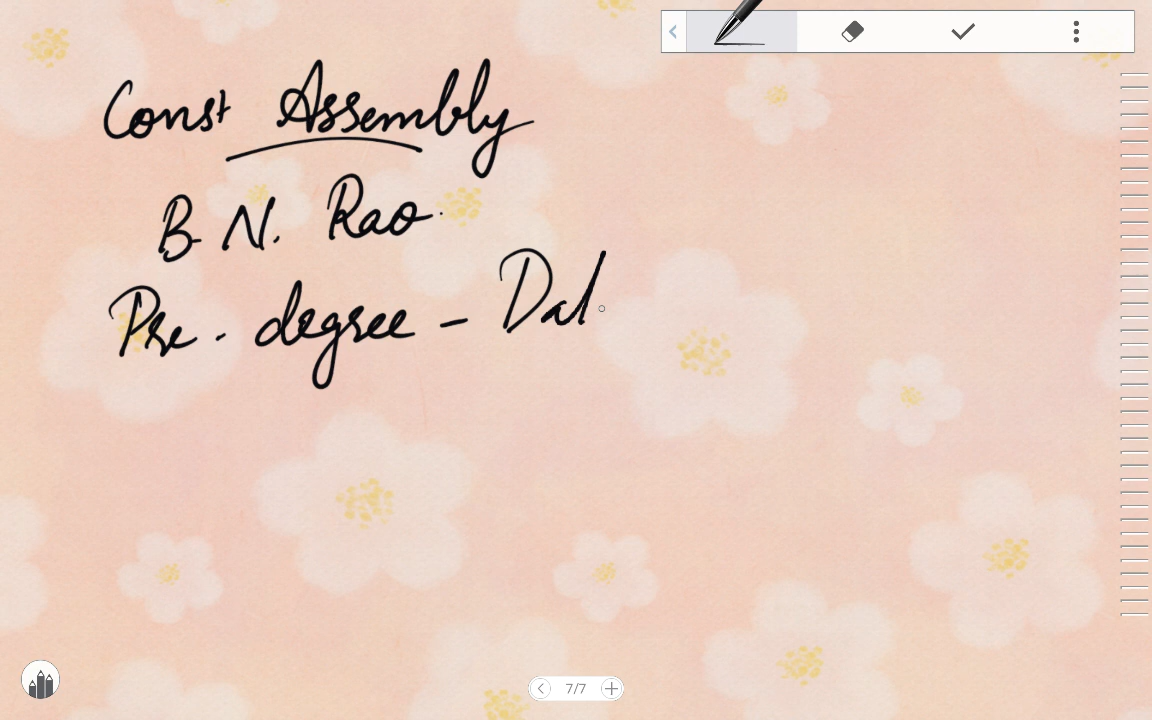 Const Assembly
B. N. Rao.
Pre - degree - Dal
7/7